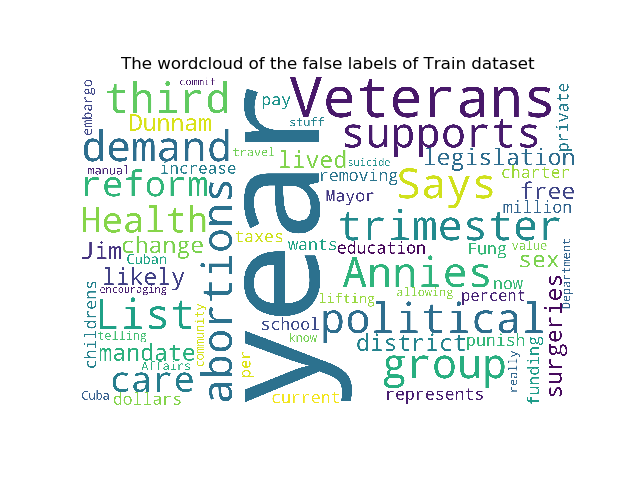 The wordcloud of the false labels of Train dataset
embargo
commit
third
Dunnam
pay
stuff
Veterans
private
demand
supports
travel
lived
suicide
legislation
manual
increase
reform
removing
Says
charter
free
Mayor
million
Health
abortions
year
trimester
Jim
change
taxes
wants
education
Fung
value
sex
Cuban
likely
encouraging
Annies
now
Department
childrens
List
community
lifting
allowing
percent
surgeries
telling
school
know
political
mandate
Affairs
per
district
punish
care
group
really
funding
Cuba
dollars
current
represents